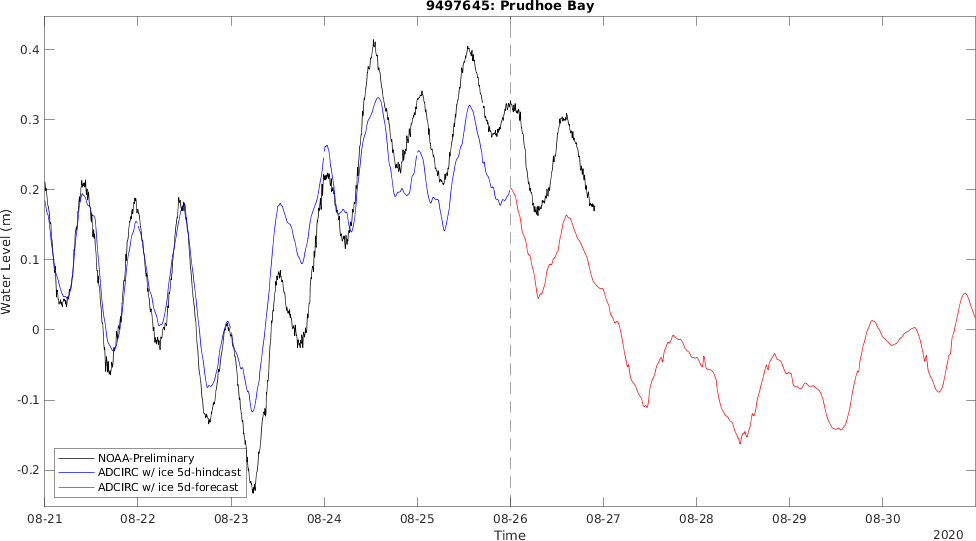 9497645: Prudhoe Bay
Water Level (m)
0.4
0.3
0.2
0.1
0
-0.1
-0.2
NOAA-Preliminary
ADCIRC w/ ice 5d-hindcast
ADCIRC w/ ice 5d-forecast
08-21 08-22 08-23 08-24 08-25 08-26 08-27 08-28 08-29 08-30
Time
2020